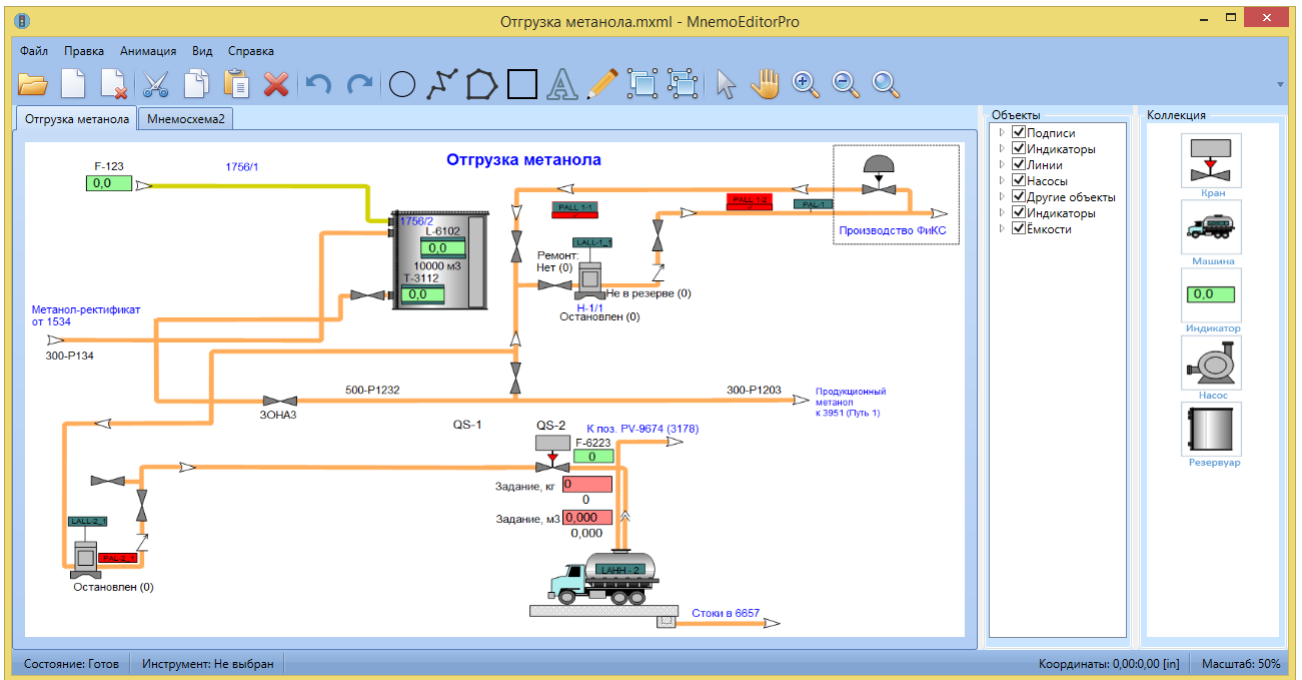 Отгрузка метанола.mxml - MnemoEditorPro
Файл Правка Анимация Вид Справка
Отгрузка метанола Мнемосхема2
F-123
0,0
1756/1
Отгрузка метанола
1756/2
L-6102
0,0
10000 м3
T-3112
0,0
PALL 1-1
PALL 1-2
PAL-1
Производство ФиКС
LALL-1_1
Ремонт:
Нет (0)
Не в резерве (0)
Н-1/1
Остановлен (0)
Метанол-ректификат
от 1534
300-Р134
500-Р1232
ЗОНА3
300-Р1203
Продукционный
метанол
к 3951 (Путь 1)
QS-1
QS-2
К поз. PV-9674 (3178)
F-6223
0
Задание, кг 0
0
Задание, м3 0,000
0,000
LALL-2_1
PAL-2_1
Остановлен (0)
LAHH - 2
Стоки в 6657
Объекты
Подписи
Индикаторы
Линии
Насосы
Другие объекты
Индикаторы
Ёмкости
Коллекция
Кран
Машина
0,0
Индикатор
Насос
Резервуар
Состояние: Готов Инструмент: Не выбран Координаты: 0,00:0,00 [in] Масштаб: 50%